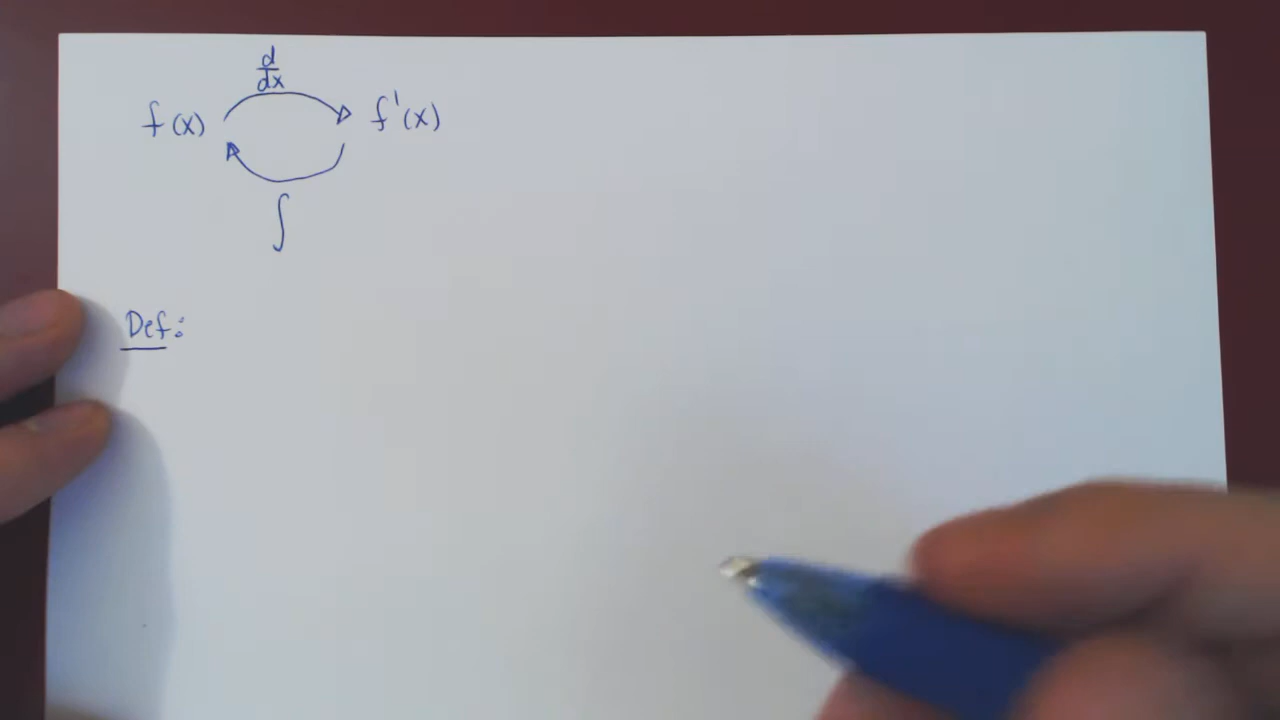 d/dx
f(x) f'(x)
∫
Def: